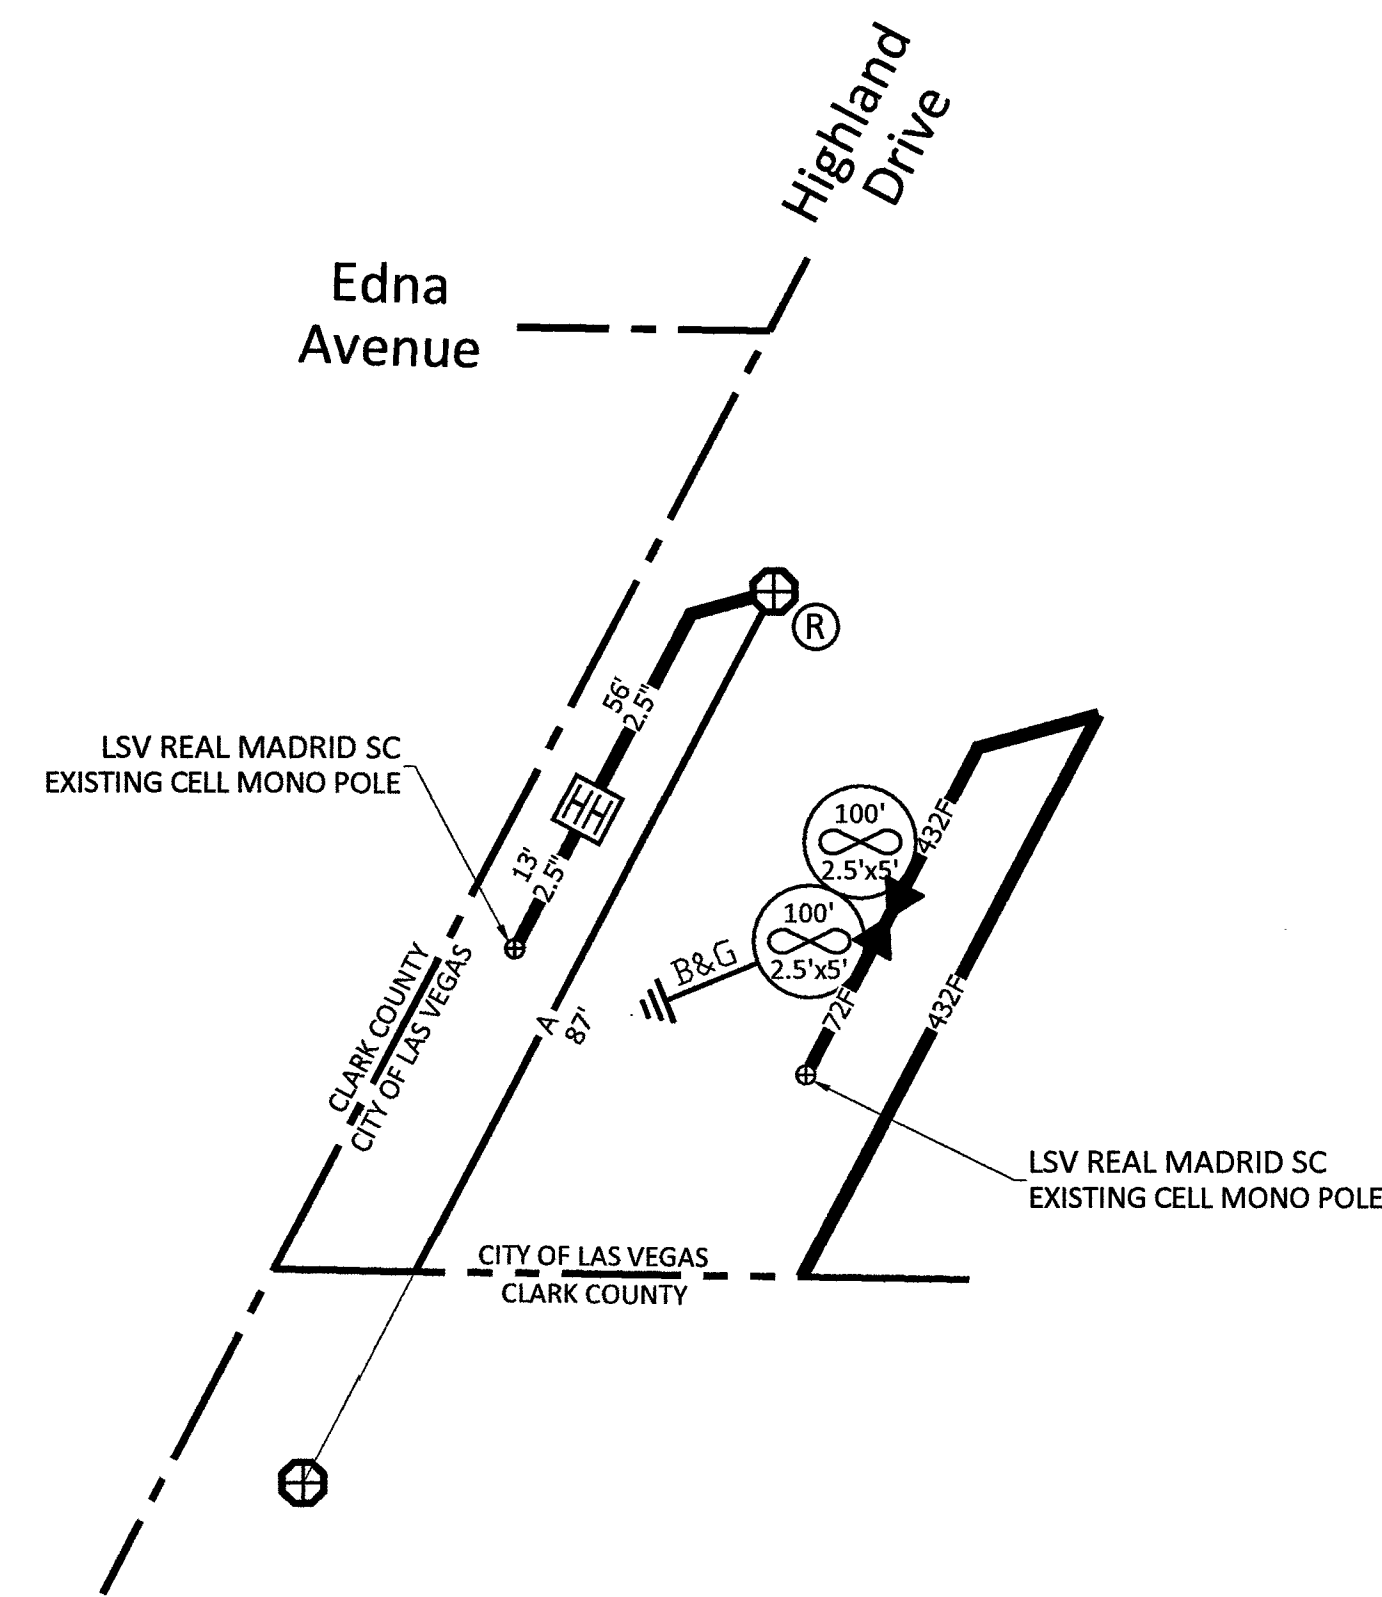 Highland
Drive
Edna
Avenue
R
56'
2.5"
LSV REAL MADRID SC
EXISTING CELL MONO POLE
H
13'
2.5"
100'
2.5'x5'
432F
100'
2.5'x5'
B&G
72F
432F
A
87'
CLARK COUNTY
CITY OF LAS VEGAS
LSV REAL MADRID SC
EXISTING CELL MONO POLE
CITY OF LAS VEGAS
CLARK COUNTY